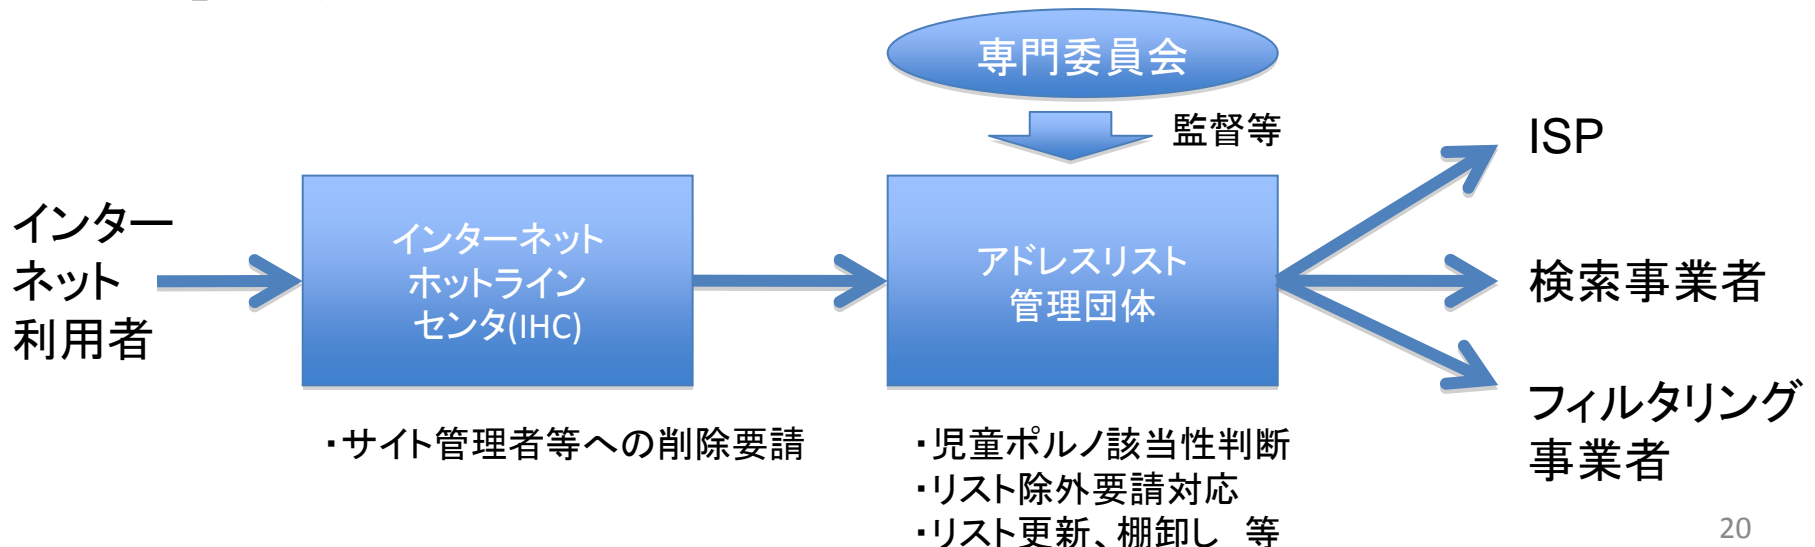 専門委員会
監督等
インター
ネット
利用者
インターネット
ホットライン
センタ(IHC)
・サイト管理者等への削除要請
アドレスリスト
管理団体
・児童ポルノ該当性判断
・リスト除外要請対応
・リスト更新、棚卸し 等
ISP
検索事業者
フィルタリング
事業者
20